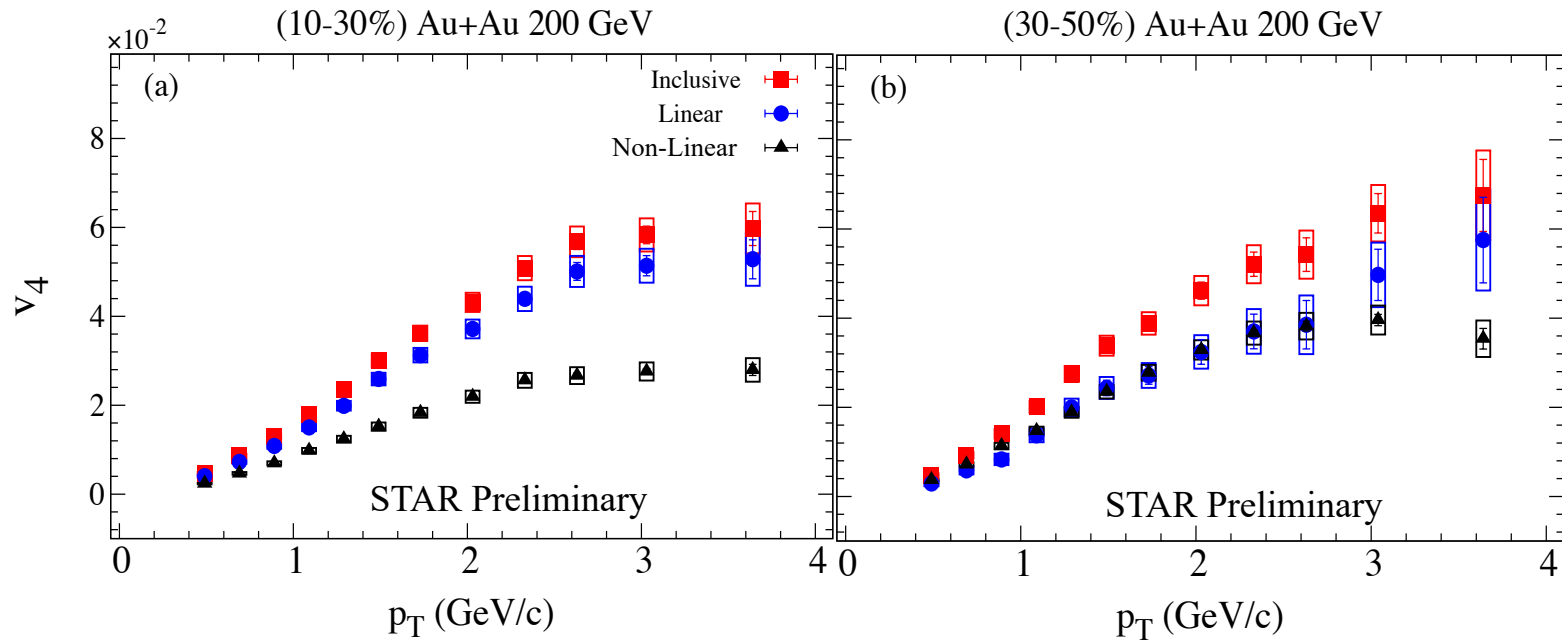 (10-30%) Au+Au 200 GeV
(30-50%) Au+Au 200 GeV
×10⁻²
(a)
Inclusive
Linear
Non-Linear
(b)
8
6
4
2
0
v₄
STAR Preliminary
STAR Preliminary
0 1 2 3 4
0 1 2 3 4
p_T (GeV/c)
p_T (GeV/c)